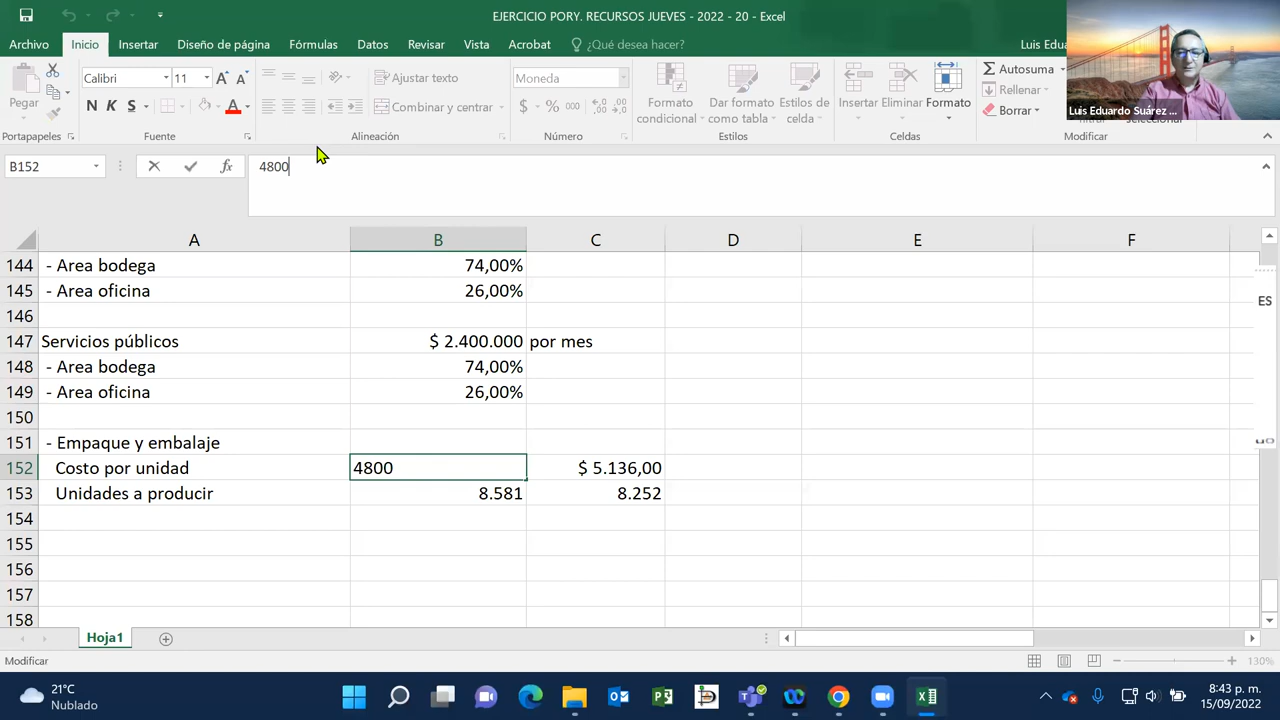 EJERCICIO PORY. RECURSOS JUEVES - 2022 - 20 - Excel
Archivo Inicio Insertar Diseño de página Fórmulas Datos Revisar Vista Acrobat ¿Qué desea hacer? Luis Edua
Pegar
Calibri 11
N K S
Ajustar texto
Combinar y centrar
Moneda
$ % 000
Formato condicional
Dar formato como tabla
Estilos de celda
Insertar Eliminar Formato
Autosuma
Rellenar
Borrar
Luis Eduardo Suárez ...
Portapapeles Fuente Alineación Número Estilos Celdas Modificar
B152 fx 4800
A B C D E F
144 - Area bodega 74,00%
145 - Area oficina 26,00%
146
147 Servicios públicos $ 2.400.000 por mes
148 - Area bodega 74,00%
149 - Area oficina 26,00%
150
151 - Empaque y embalaje
152 Costo por unidad 4800 $ 5.136,00
153 Unidades a producir 8.581 8.252
154
155
156
157
158
ES
Hoja1
Modificar 130%
21°C
Nublado
8:43 p. m.
15/09/2022